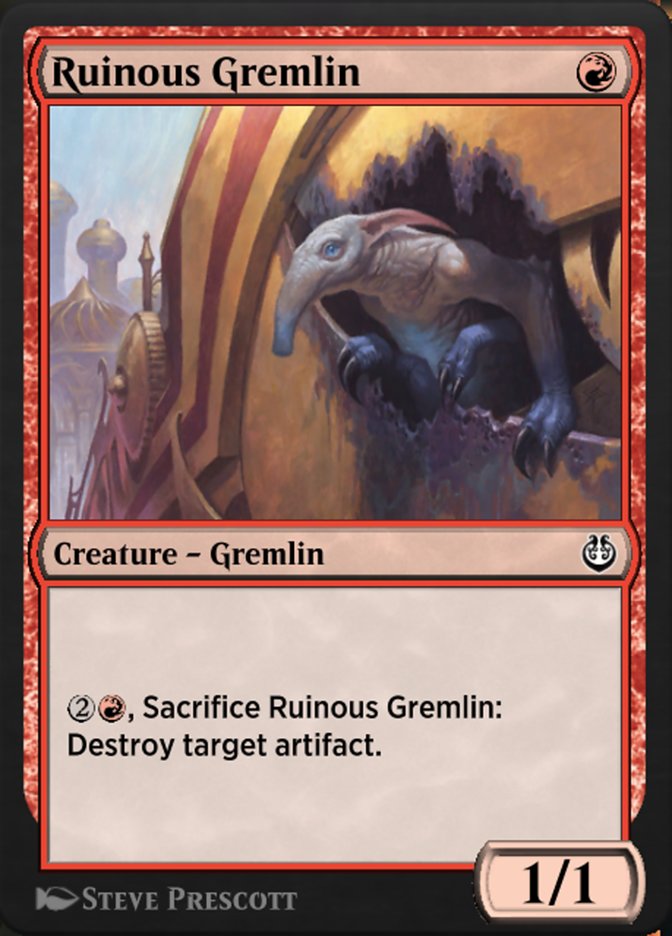 Ruinous Gremlin
Creature – Gremlin
2, Sacrifice Ruinous Gremlin:
Destroy target artifact.
1/1
Steve Prescott